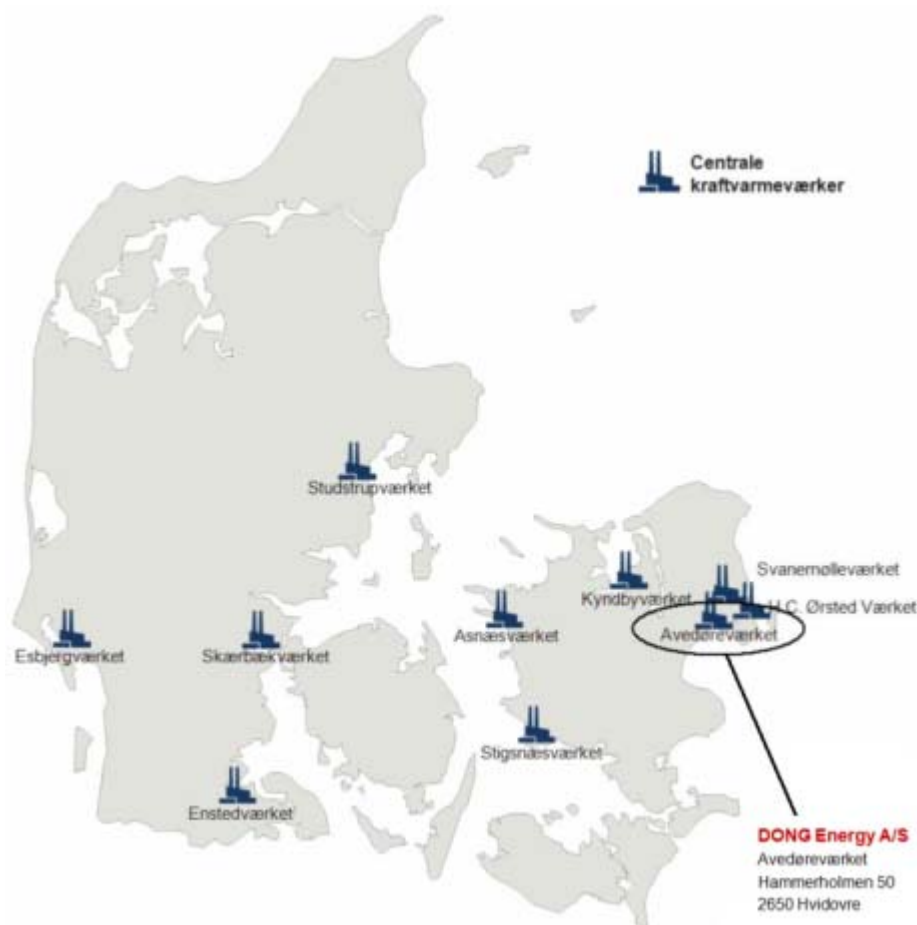 Centrale
kraftvarmeværker
Studstrupværket
Svanemølleværket
Kyndbyværket
H.C. Ørsted Værket
Asnæsværket
Avedøreværket
Esbjergværket
Skærbækværket
Stigsnæsværket
Enstedværket
DONG Energy A/S
Avedøreværket
Hammerholmen 50
2650 Hvidovre